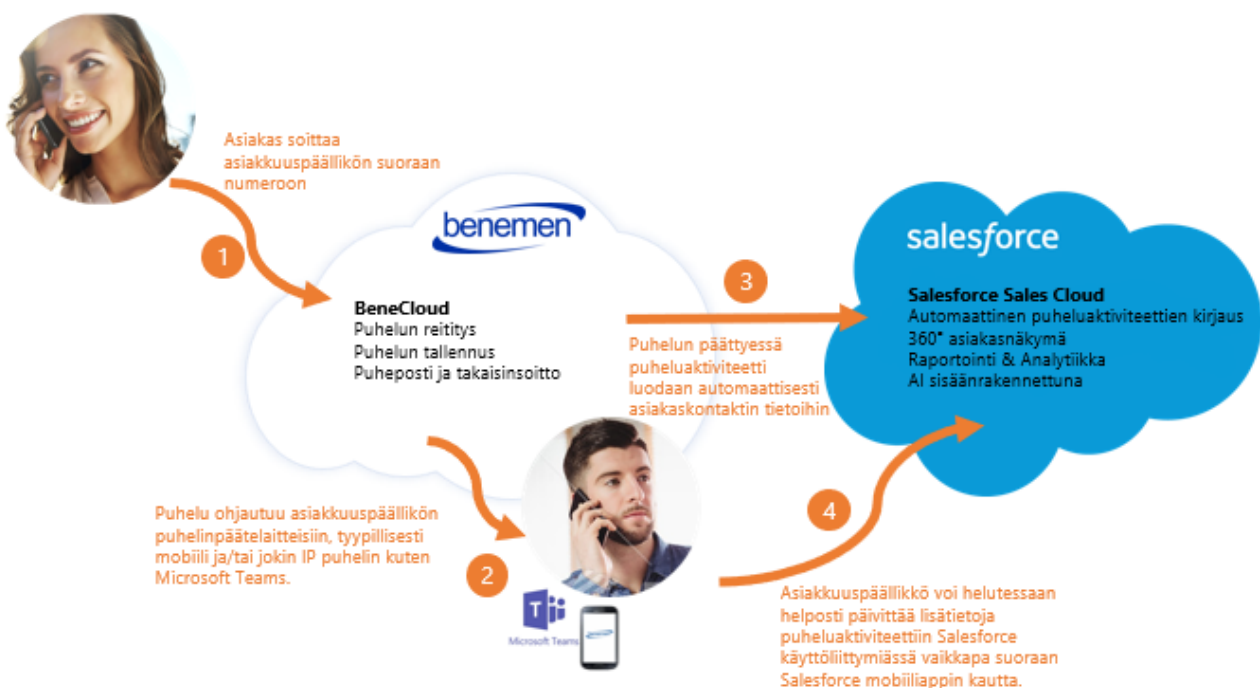 Asiakas soittaa
asiakkuuspäällikön suoraan
numeroon
1
benemen
BeneCloud
Puhelun reititys
Puhelun tallennus
Puheposti ja takaisinsoitto
3
Puhelun päättyessä
puheluaktiviteetti
luodaan automaattisesti
asiakaskontaktin tietoihin
salesforce
Salesforce Sales Cloud
Automaattinen puheluaktiviteettien kirjaus
360° asiakasnäkymä
Raportointi & Analytiikka
AI sisäänrakennettuna
Puhelu ohjautuu asiakkuuspäällikön
puhelinpäätelaitteisiin, tyypillisesti
mobiili ja/tai jokin IP puhelin kuten
Microsoft Teams.
2
T
Microsoft Teams
4
Asiakkuuspäällikkö voi helutessaan
helposti päivittää lisätietoja
puheluaktiviteettiin Salesforce
käyttöliittymiässä vaikkapa suoraan
Salesforce mobiiliappin kautta.